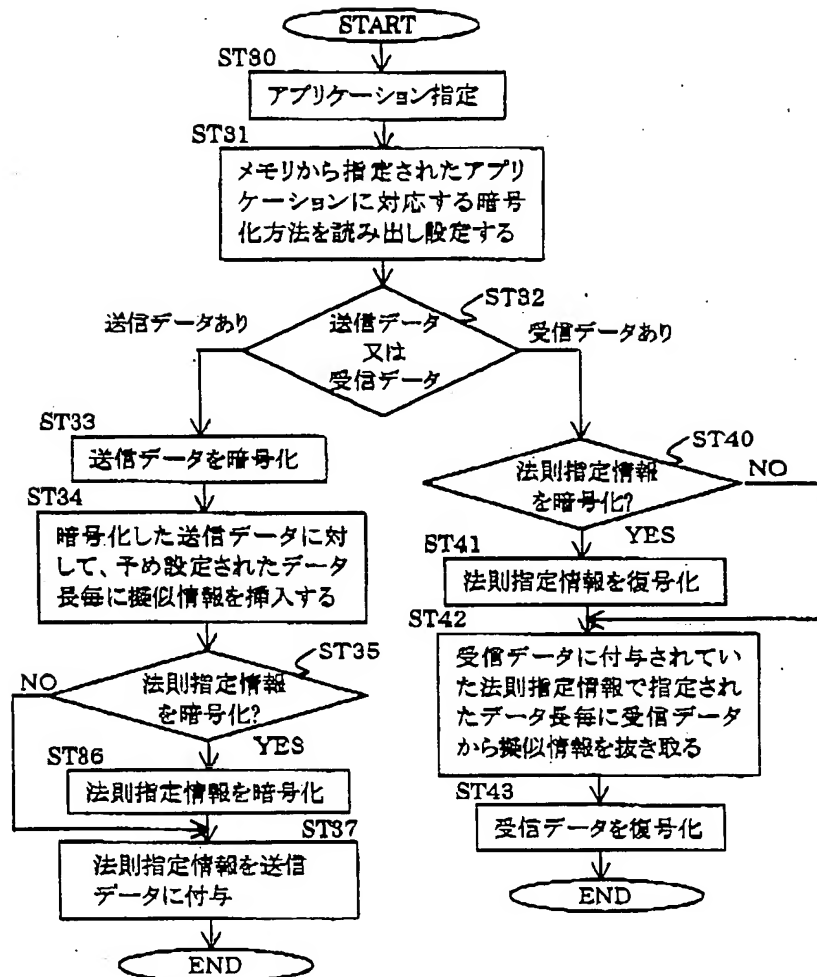 START
ST30
アプリケーション指定
ST31
メモリから指定されたアプリ
ケーションに対応する暗号
化方法を読み出し設定する
ST32
送信データあり
送信データ
又は
受信データ
受信データあり
ST33
送信データを暗号化
ST34
暗号化した送信データに対
して、予め設定されたデータ
長毎に擬似情報を挿入する
ST35
NO
法則指定情報
を暗号化?
YES
ST36
法則指定情報を暗号化
ST37
法則指定情報を送信
データに付与
END
ST40
法則指定情報
を暗号化?
NO
YES
ST41
法則指定情報を復号化
ST42
受信データに付与されてい
た法則指定情報で指定され
たデータ長毎に受信データ
から擬似情報を抜き取る
ST43
受信データを復号化
END